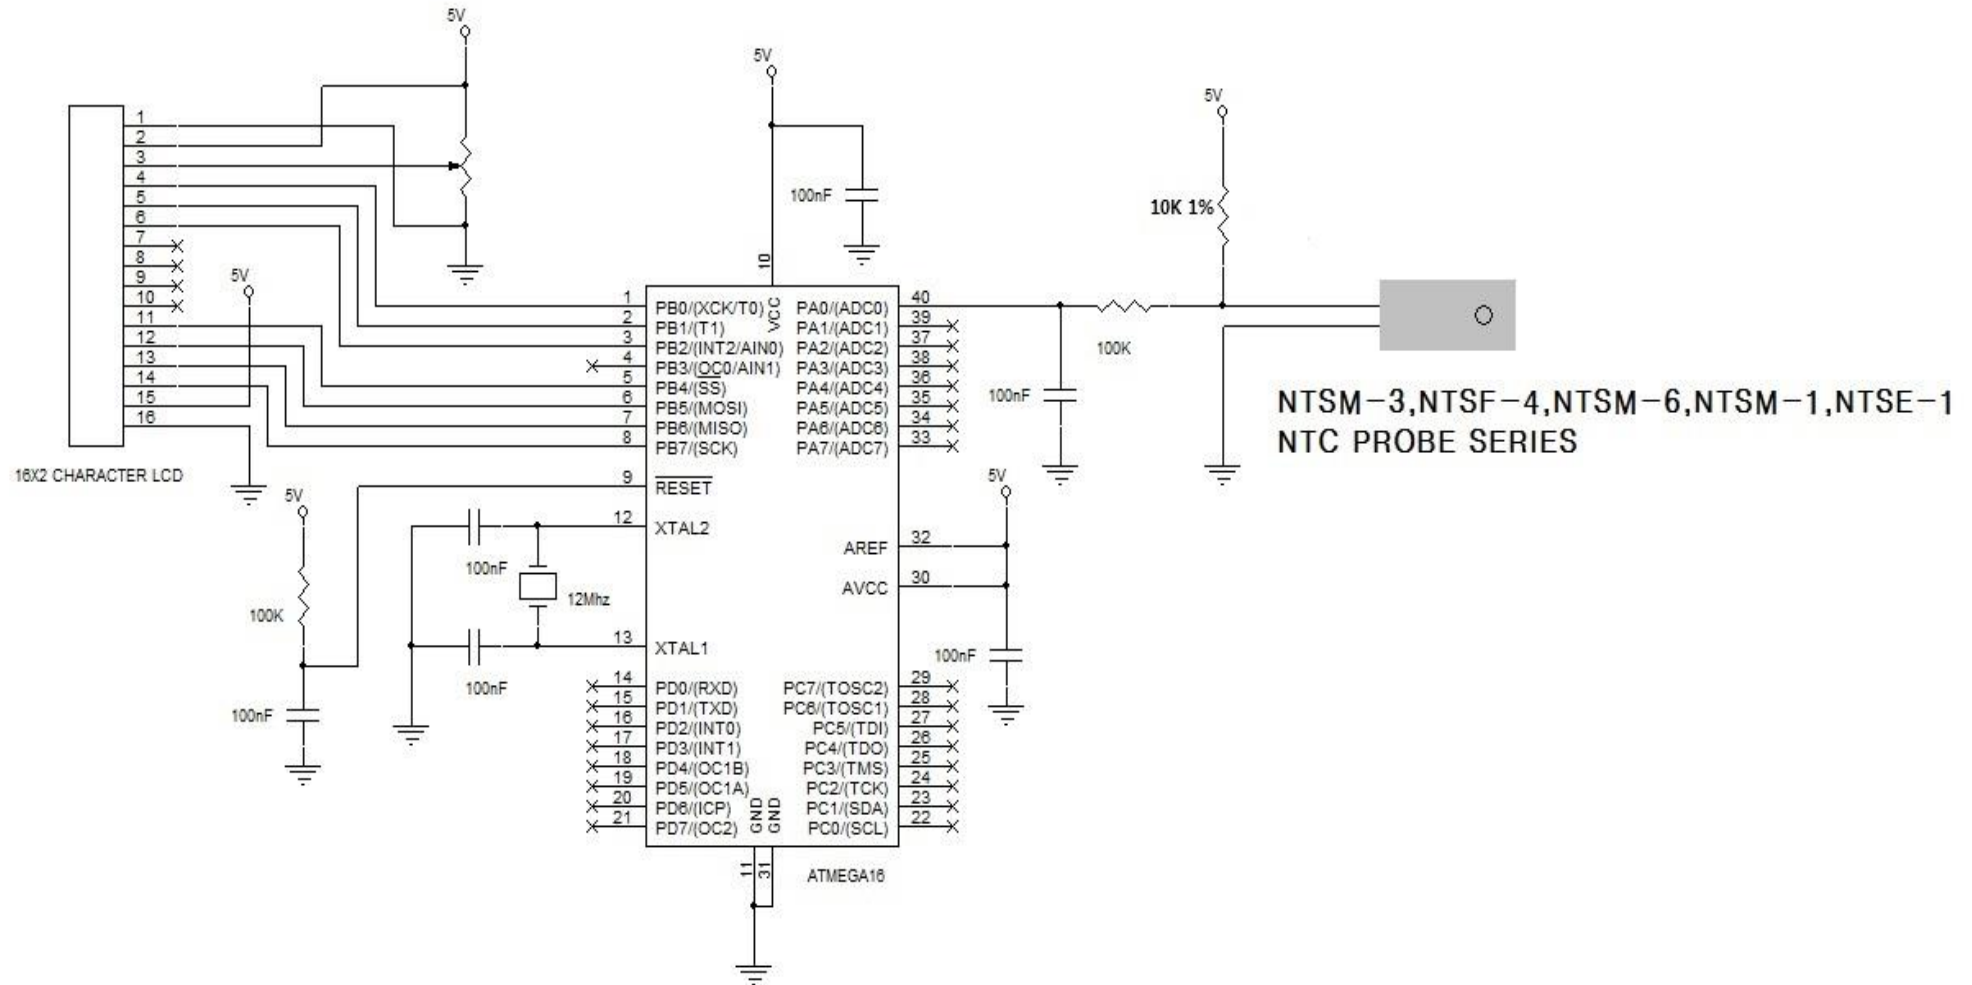 5V
1
2
3
4
5
6
7
8
9
10
11
12
13
14
15
16
16X2 CHARACTER LCD
5V
5V
100K
100nF
100nF
12Mhz
100nF
5V
100nF
10
VCC
1 PB0/(XCK/T0)
2 PB1/(T1)
3 PB2/(INT2/AIN0)
4 PB3/(OC0/AIN1)
5 PB4/(SS)
6 PB5/(MOSI)
7 PB6/(MISO)
8 PB7/(SCK)
9 RESET
12 XTAL2
13 XTAL1
14 PD0/(RXD)
15 PD1/(TXD)
16 PD2/(INT0)
17 PD3/(INT1)
18 PD4/(OC1B)
19 PD5/(OC1A)
20 PD6/(ICP)
21 PD7/(OC2)
GND
GND
11
31
PA0/(ADC0) 40
PA1/(ADC1) 39
PA2/(ADC2) 37
PA3/(ADC3) 38
PA4/(ADC4) 36
PA5/(ADC5) 35
PA6/(ADC6) 34
PA7/(ADC7) 33
AREF 32
AVCC 30
PC7/(TOSC2) 29
PC6/(TOSC1) 28
PC5/(TDI) 27
PC4/(TDO) 26
PC3/(TMS) 25
PC2/(TCK) 24
PC1/(SDA) 23
PC0/(SCL) 22
ATMEGA16
5V
100nF
100nF
100K
5V
10K 1%
NTSM-3,NTSF-4,NTSM-6,NTSM-1,NTSE-1
NTC PROBE SERIES